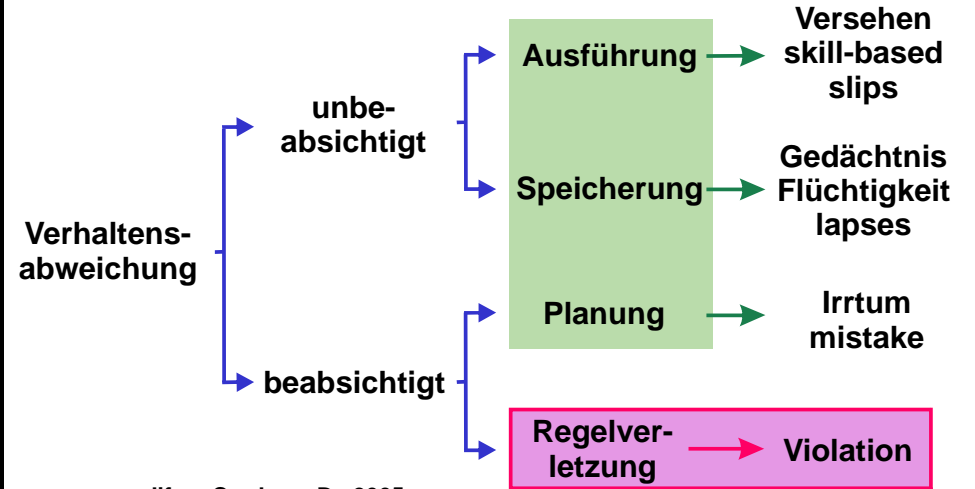 Versehen
skill-based
slips
Ausführung
unbe-
absichtigt
Speicherung
Gedächtnis
Flüchtigkeit
lapses
Verhaltens-
abweichung
Planung
Irrtum
mistake
beabsichtigt
Regelver-
letzung
Violation